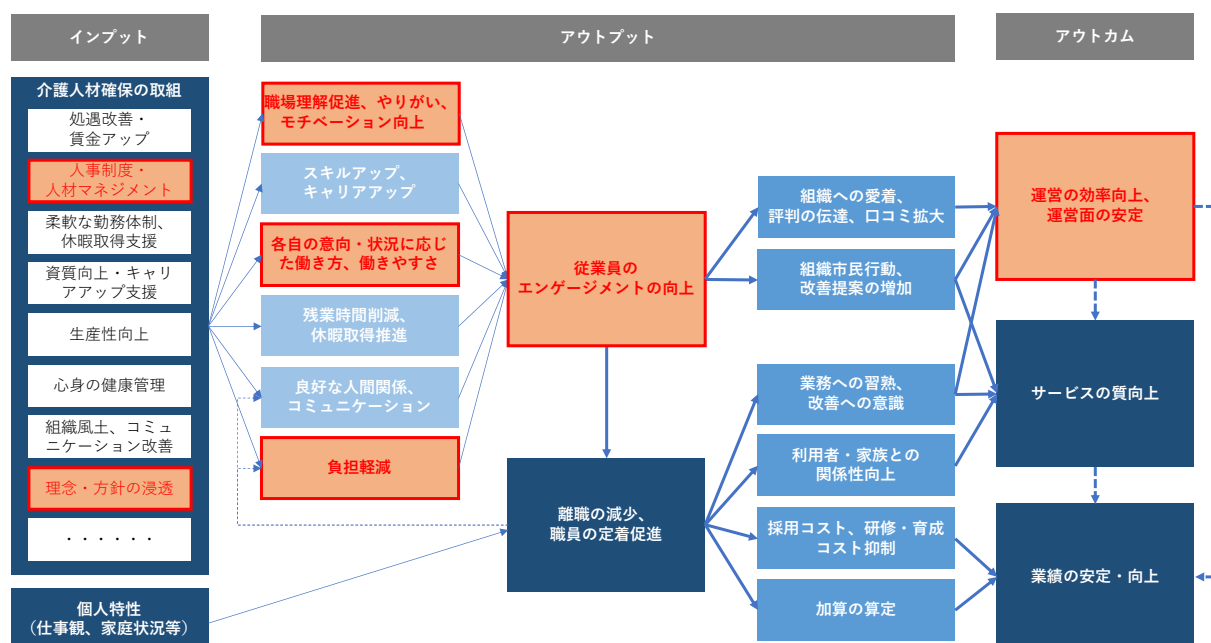 インプット
アウトプット
アウトカム
介護人材確保の取組
処遇改善・
賃金アップ
人事制度・
人材マネジメント
柔軟な勤務体制、
休暇取得支援
資質向上・キャリ
アアップ支援
生産性向上
心身の健康管理
組織風土、コミュ
ニケーション改善
理念・方針の浸透
・・・・・・
個人特性
（仕事観、家庭状況等）
職場理解促進、やりがい、
モチベーション向上
スキルアップ、
キャリアアップ
各自の意向・状況に応じ
た働き方、働きやすさ
残業時間削減、
休暇取得推進
良好な人間関係、
コミュニケーション
負担軽減
従業員の
エンゲージメントの向上
離職の減少、
職員の定着促進
組織への愛着、
評判の伝達、口コミ拡大
組織市民行動、
改善提案の増加
業務への習熟、
改善への意識
利用者・家族との
関係性向上
採用コスト、研修・育成
コスト抑制
加算の算定
運営の効率向上、
運営面の安定
サービスの質向上
業績の安定・向上